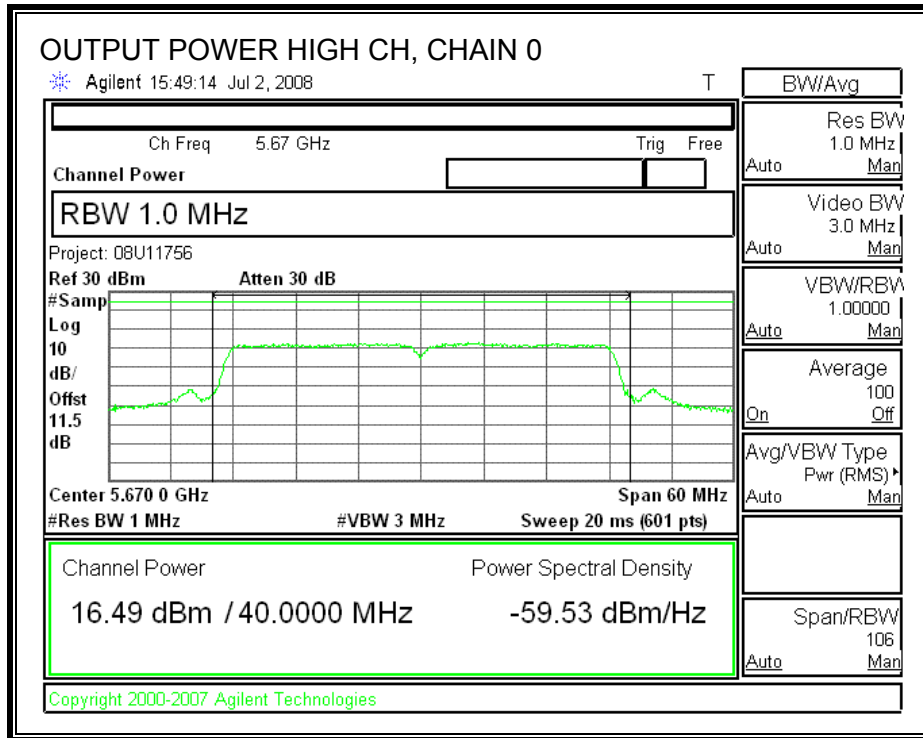 OUTPUT POWER HIGH CH, CHAIN 0
Agilent 15:49:14 Jul 2, 2008 T
Ch Freq 5.67 GHz Trig Free
Channel Power
RBW 1.0 MHz
Project: 08U11756
Ref 30 dBm Atten 30 dB
#Samp
Log
10
dB/
Offst
11.5
dB
Center 5.670 0 GHz Span 60 MHz
#Res BW 1 MHz #VBW 3 MHz Sweep 20 ms (601 pts)
Channel Power Power Spectral Density
16.49 dBm / 40.0000 MHz -59.53 dBm/Hz
Copyright 2000-2007 Agilent Technologies
BW/Avg
Res BW
1.0 MHz
Auto Man
Video BW
3.0 MHz
Auto Man
VBW/RBW
1.00000
Auto Man
Average
100
On Off
Avg/VBW Type
Pwr (RMS)
Auto Man
Span/RBW
106
Auto Man